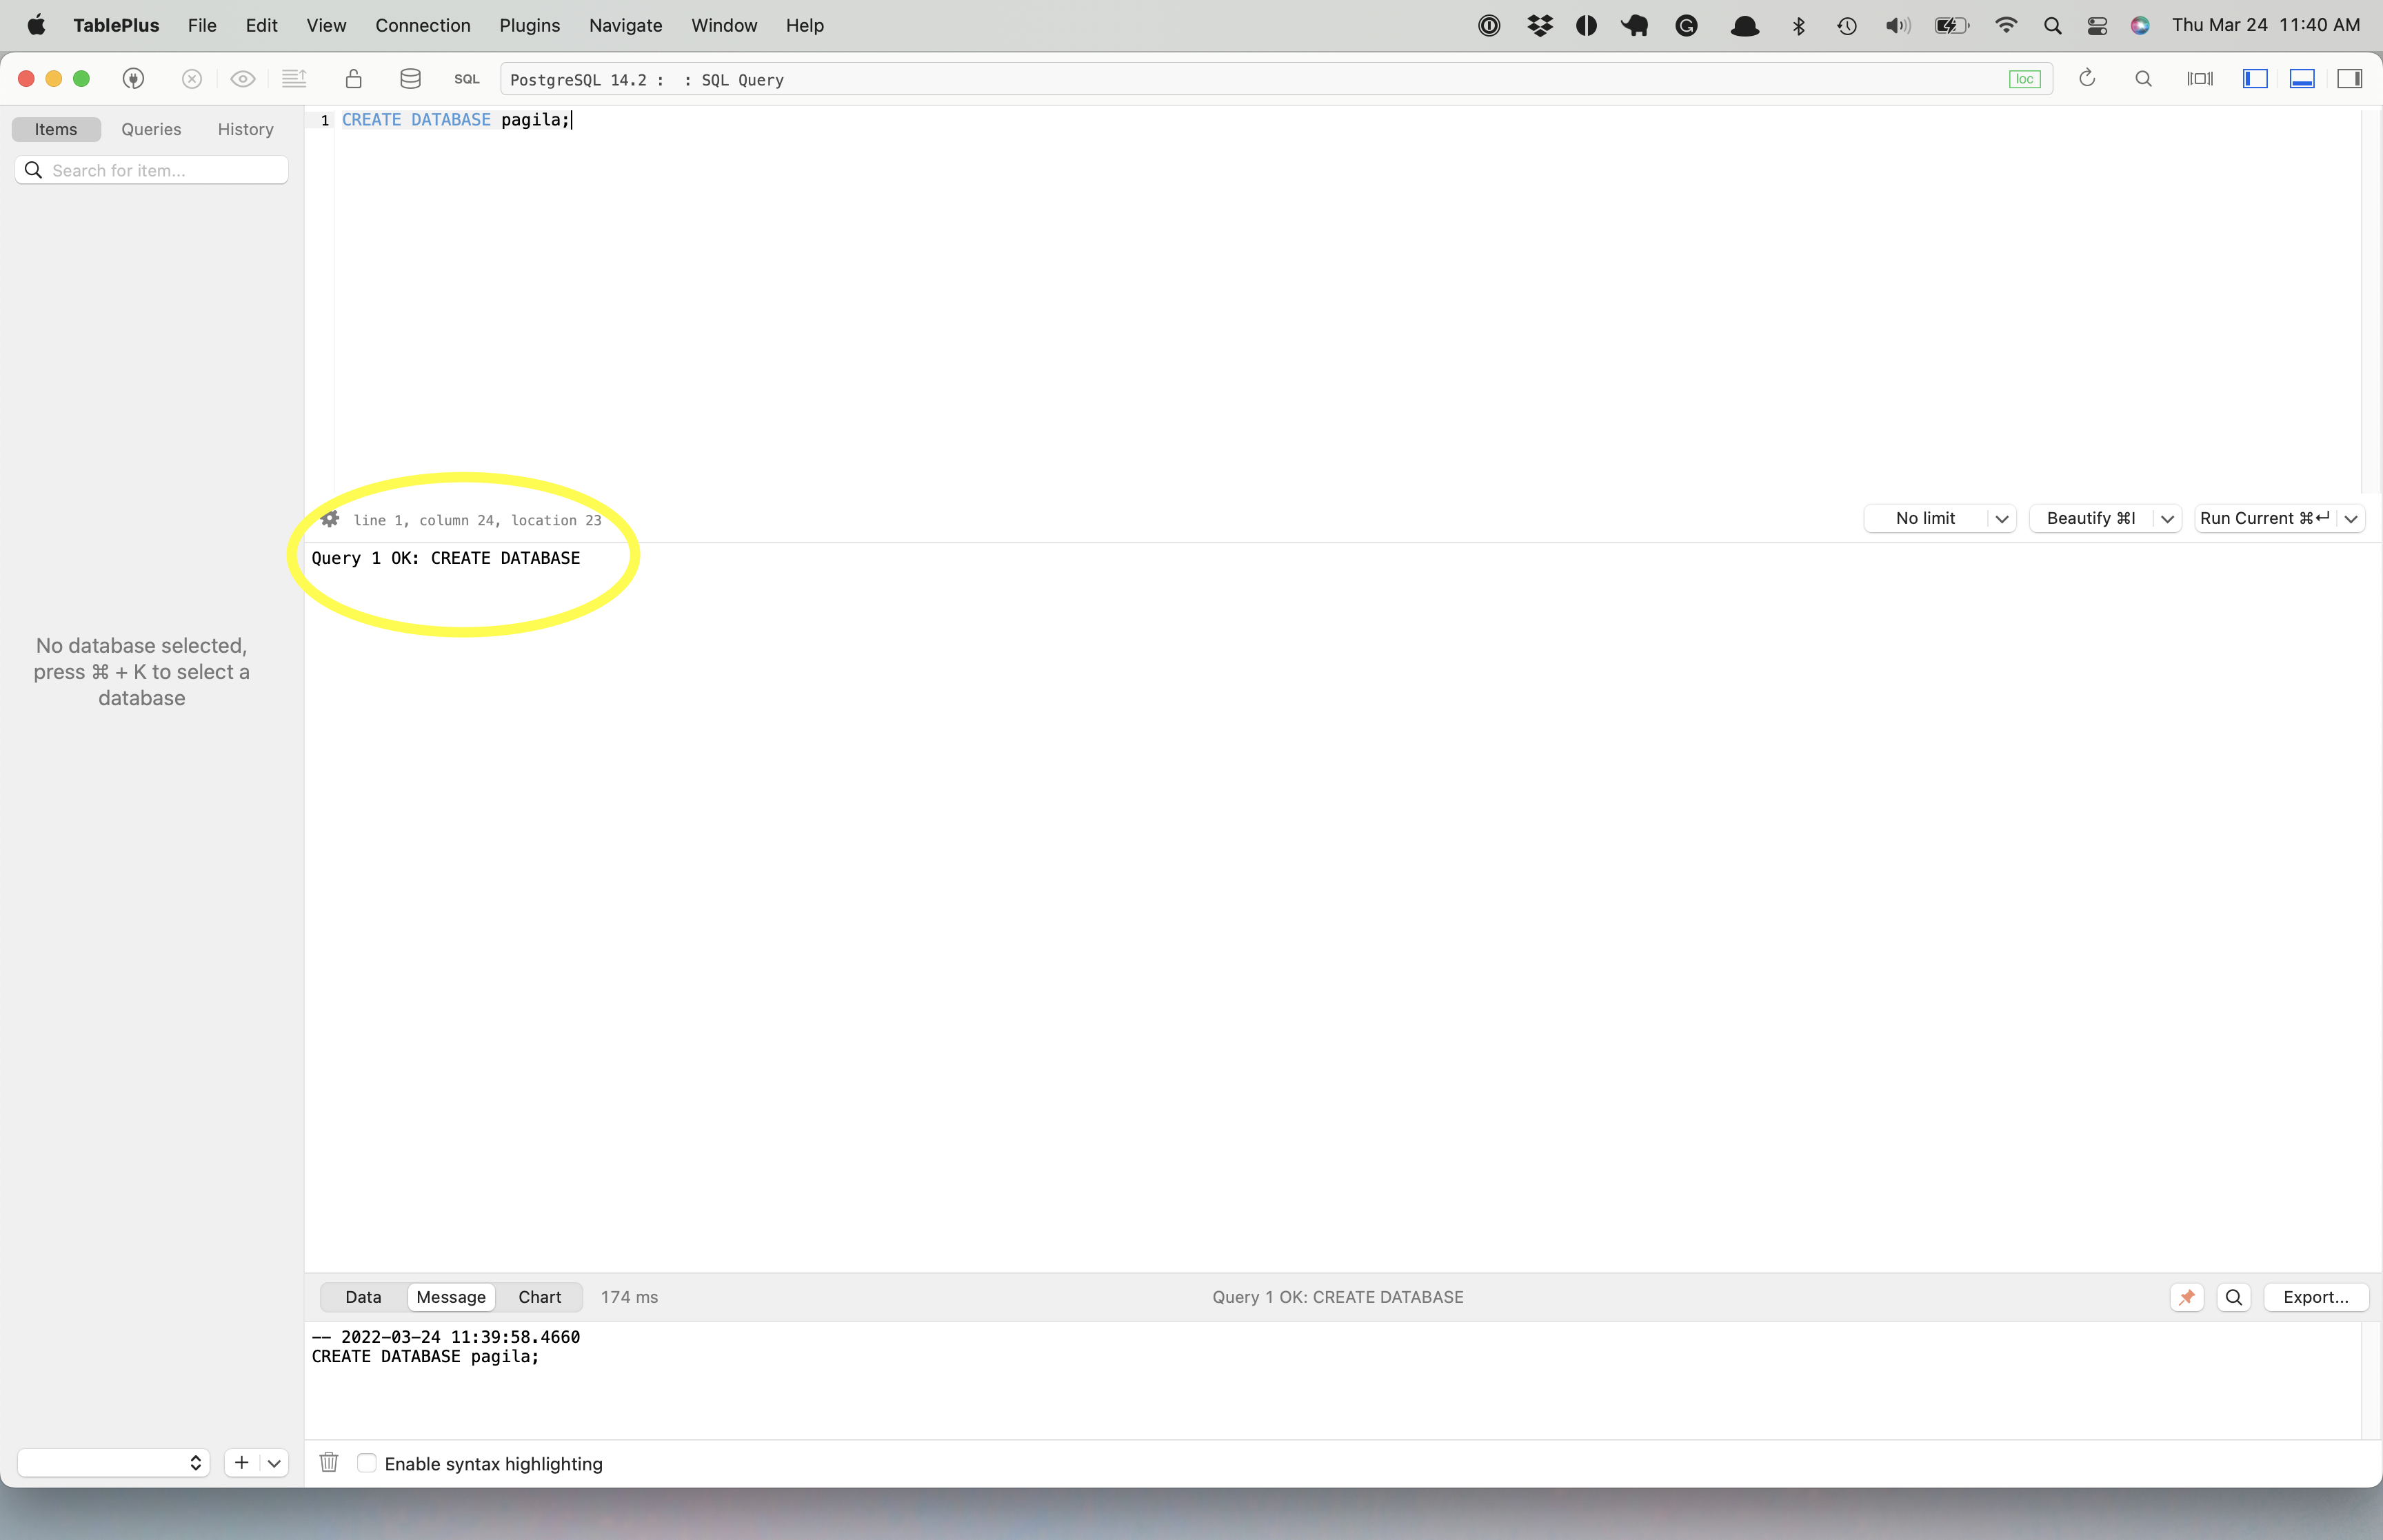 TablePlus File Edit View Connection Plugins Navigate Window Help Thu Mar 24 11:40 AM
SQL PostgreSQL 14.2 : : SQL Query loc
Items Queries History
Search for item...
1 CREATE DATABASE pagila;
line 1, column 24, location 23 No limit Beautify ⌘I Run Current ⌘↵
Query 1 OK: CREATE DATABASE
No database selected,
press ⌘ + K to select a
database
Data Message Chart 174 ms Query 1 OK: CREATE DATABASE Export...
-- 2022-03-24 11:39:58.4660
CREATE DATABASE pagila;
Enable syntax highlighting